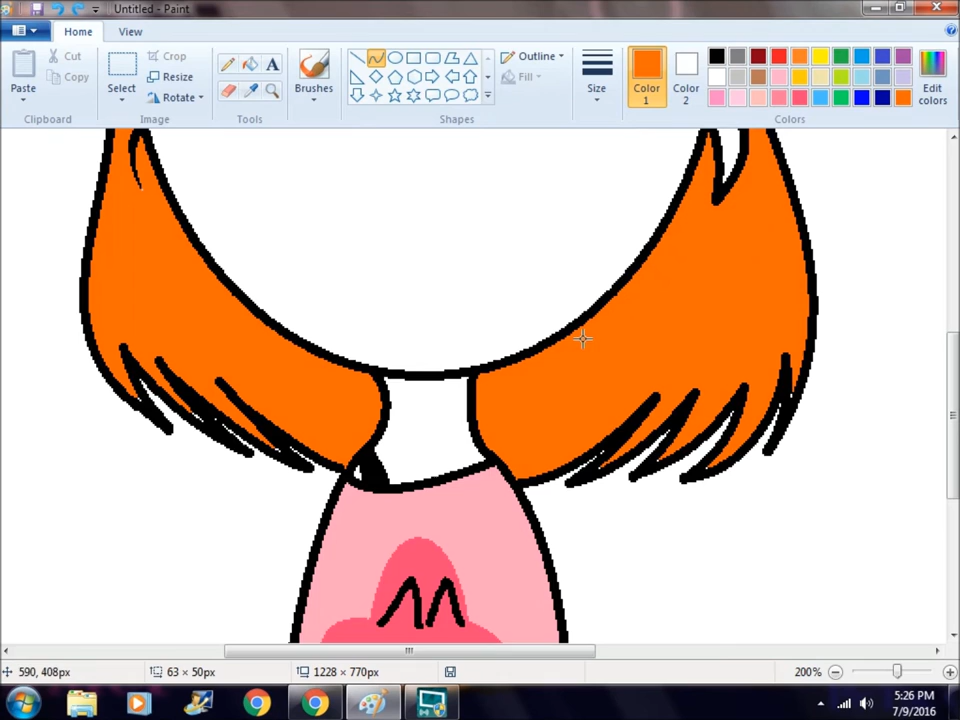 Untitled - Paint
Home View
Paste
Cut
Copy
Clipboard
Select
Crop
Resize
Rotate
Image
A
Tools
Brushes
Outline
Fill
Shapes
Size
Color 1
Color 2
Edit colors
Colors
M
590, 408px
63 × 50px
1228 × 770px
200%
5:26 PM
7/9/2016